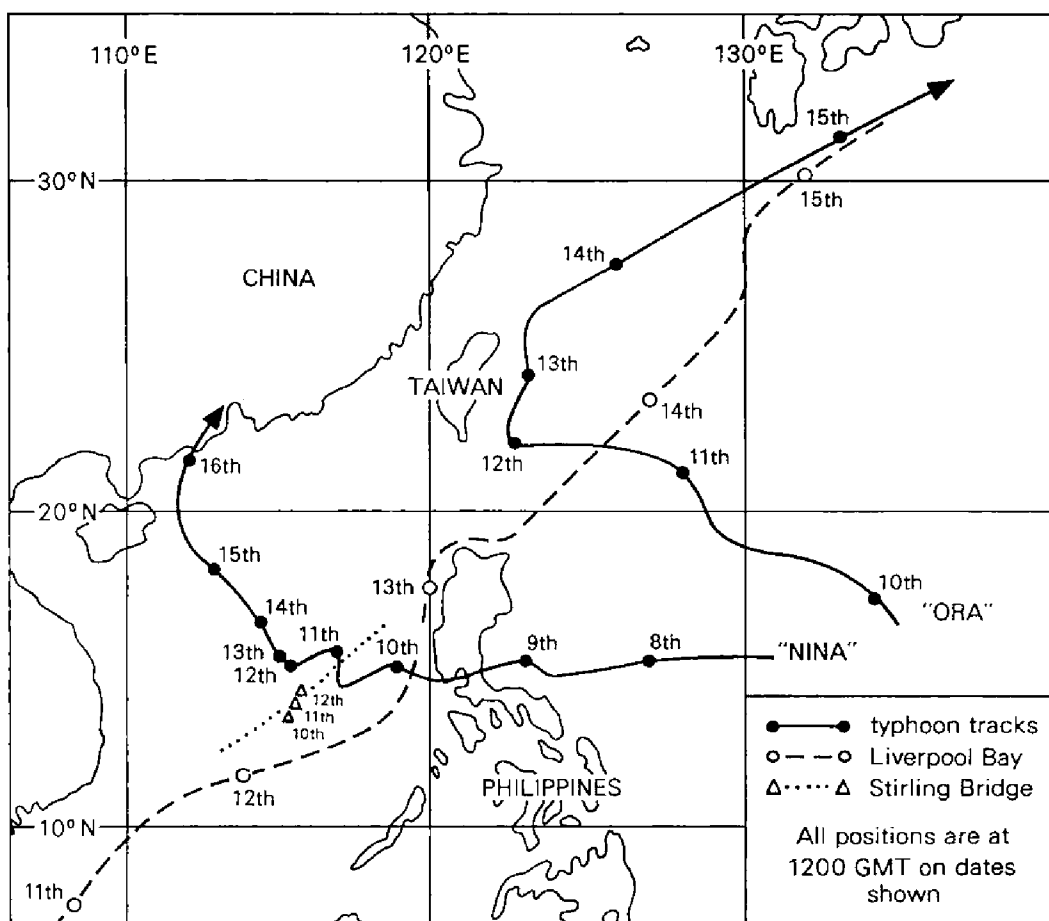 110°E
120°E
130°E
15th
30°N
15th
14th
CHINA
13th
TAIWAN
14th
12th
11th
16th
20°N
15th
13th
10th
"ORA"
14th
11th
10th
9th
8th
"NINA"
13th
12th
12th
11th
10th
typhoon tracks
Liverpool Bay
12th
PHILIPPINES
Stirling Bridge
10°N
All positions are at
1200 GMT on dates
shown
11th